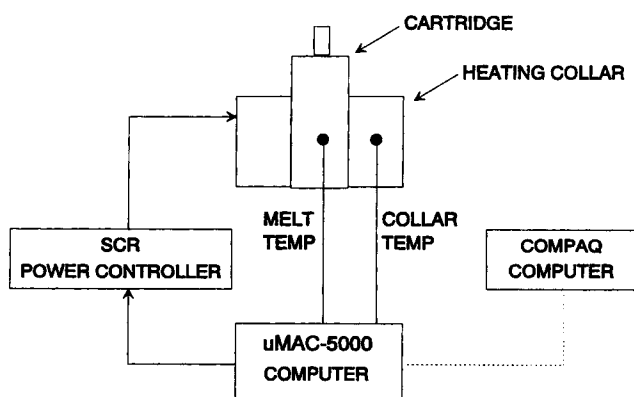 CARTRIDGE
HEATING COLLAR
MELT
TEMP
COLLAR
TEMP
SCR
POWER CONTROLLER
COMPAQ
COMPUTER
uMAC-5000
COMPUTER